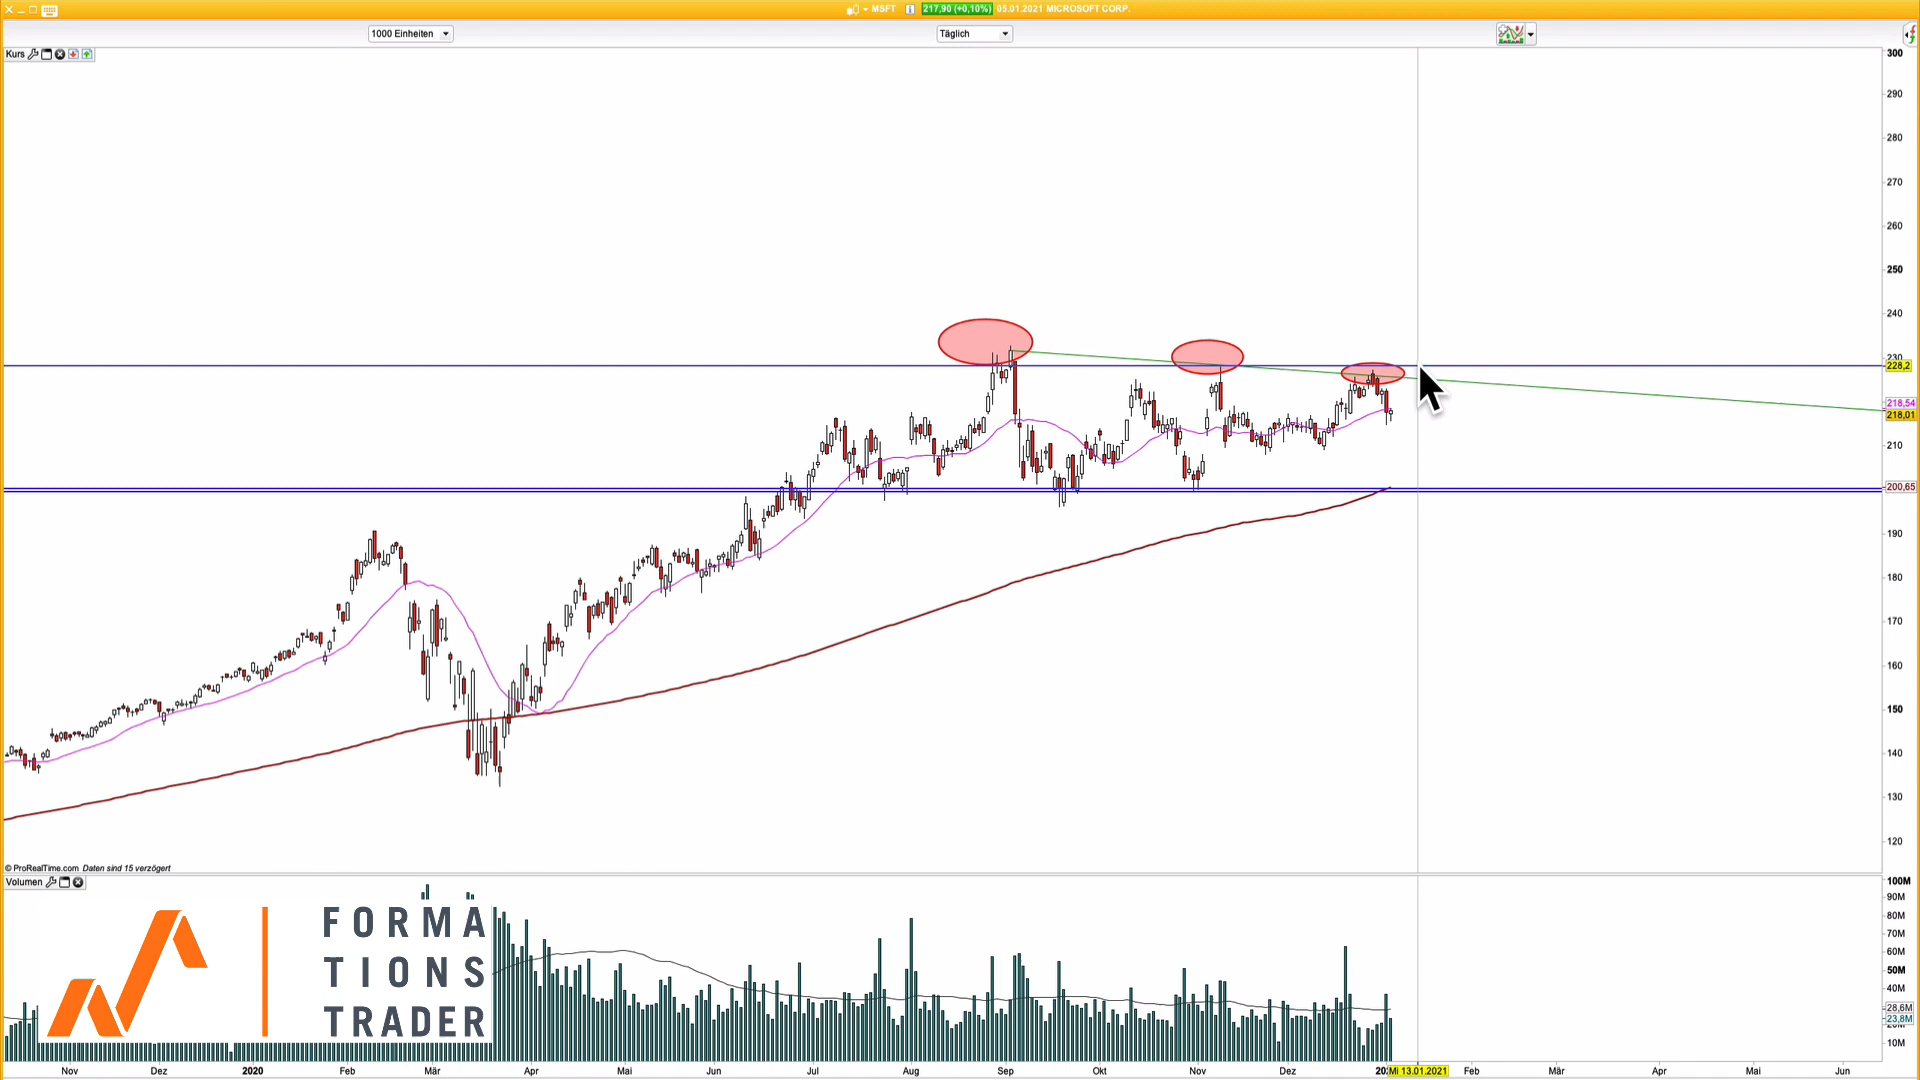 MSFT 217,90 (+0,10%) 05.01.2021 MICROSOFT CORP.
1000 Einheiten
Täglich
Kurs
300
290
280
270
260
250
240
230
228,2
218,54
218,01
210
200,65
190
180
170
160
150
140
130
120
© ProRealTime.com Daten sind 15 verzögert
Volumen
100M
90M
80M
70M
60M
50M
40M
28,6M
23,8M
10M
FORMA
TIONS
TRADER
Nov Dez 2020 Feb Mär Apr Mai Jun Jul Aug Sep Okt Nov Dez Mi 13.01.2021 Feb Mär Apr Mai Jun